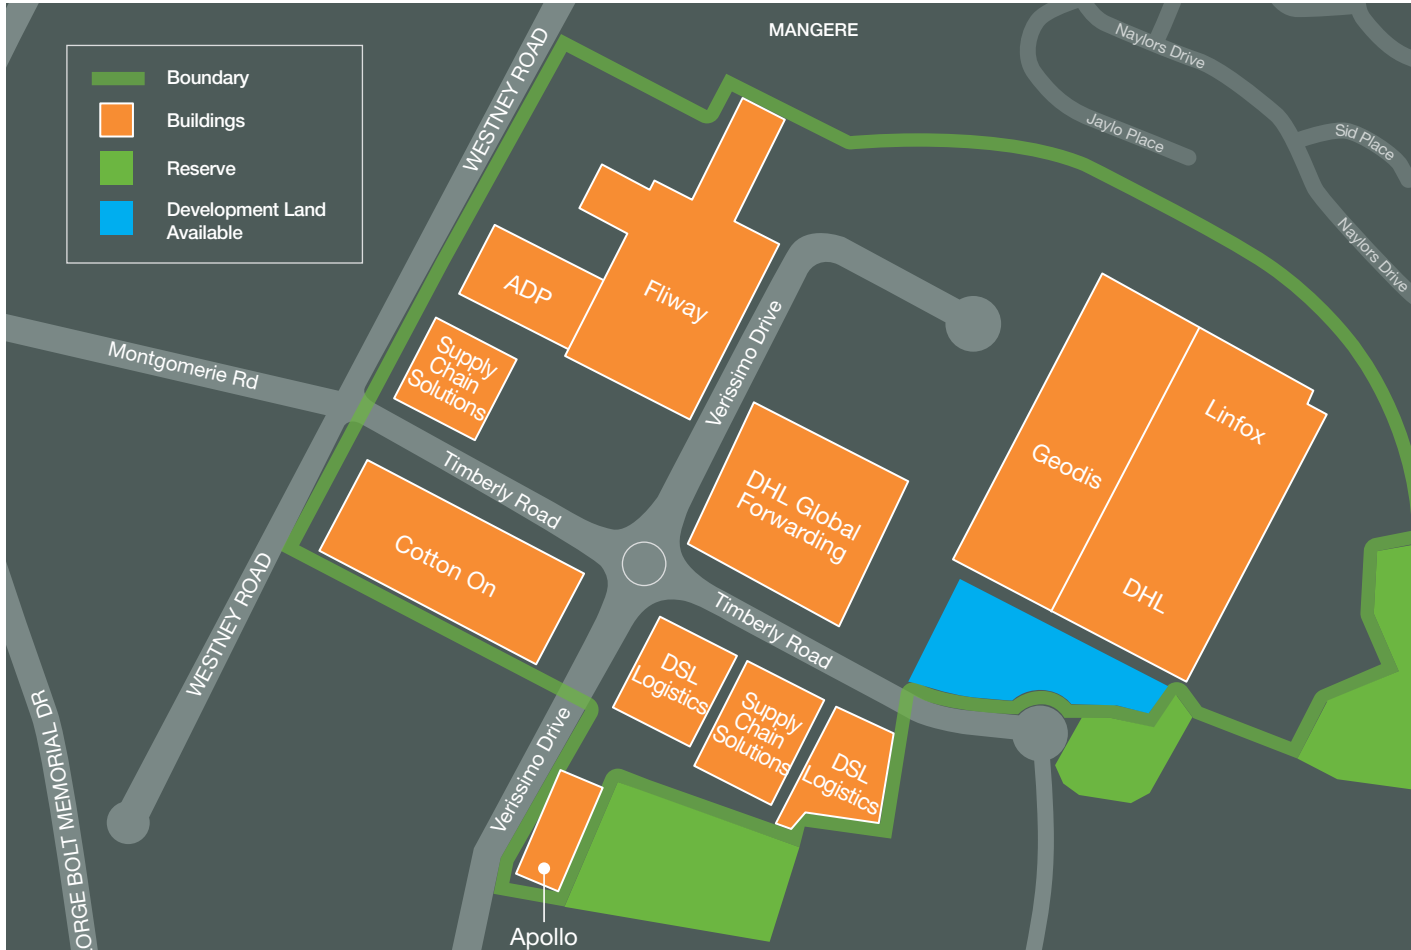 MANGERE
Boundary
Buildings
Reserve
Development Land
Available
WESTNEY ROAD
Naylors Drive
Jaylo Place
Sid Place
Naylors Drive
ADP
Fliway
Supply
Chain
Solutions
Montgomerie Rd
Verissimo Drive
Timberly Road
Geodis
Linfox
DHL
DHL Global
Forwarding
Cotton On
WESTNEY ROAD
Timberly Road
DSL
Logistics
Supply
Chain
Solutions
DSL
Logistics
Verissimo Drive
ORGE BOLT MEMORIAL DR
Apollo